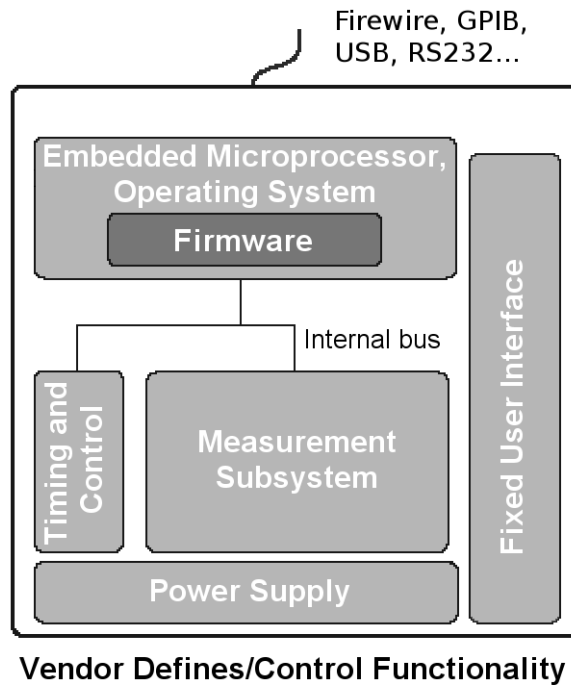 Firewire, GPIB,
USB, RS232...
Embedded Microprocessor,
Operating System
Firmware
Internal bus
Timing and
Control
Measurement
Subsystem
Fixed User Interface
Power Supply
Vendor Defines/Control Functionality